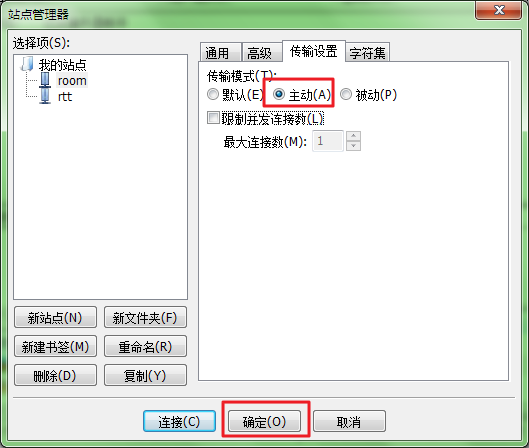 站点管理器
选择项(S):
我的站点
room
rtt
新站点(N) 新文件夹(F)
新建书签(M) 重命名(R)
删除(D) 复制(Y)
通用 高级 传输设置 字符集
传输模式(T):
默认(E) 主动(A) 被动(P)
限制并发连接数(L)
最大连接数(M): 1
连接(C) 确定(O) 取消